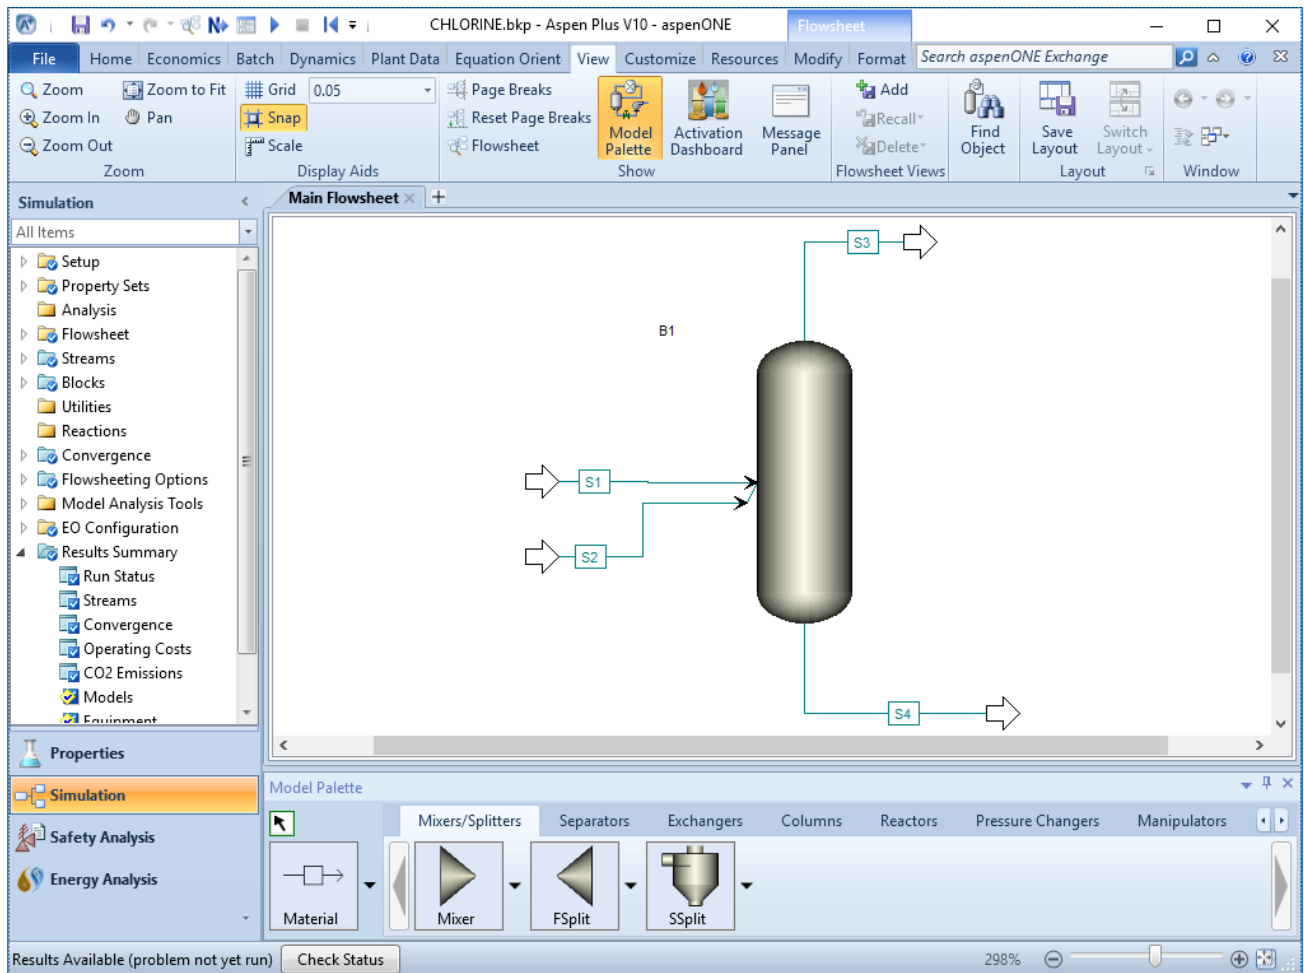 CHLORINE.bkp - Aspen Plus V10 - aspenONE
Flowsheet
File Home Economics Batch Dynamics Plant Data Equation Orient View Customize Resources Modify Format Search aspenONE Exchange
Zoom Zoom to Fit Grid 0.05 Page Breaks Add
Zoom In Pan Snap Reset Page Breaks Recall
Zoom Out Scale Flowsheet Delete
Model Palette
Activation Dashboard
Message Panel
Find Object
Save Layout
Switch Layout
Zoom Display Aids Show Flowsheet Views Layout Window
Simulation
Main Flowsheet
All Items
Setup
Property Sets
Analysis
Flowsheet
Streams
Blocks
Utilities
Reactions
Convergence
Flowsheeting Options
Model Analysis Tools
EO Configuration
Results Summary
Run Status
Streams
Convergence
Operating Costs
CO2 Emissions
Models
Equipment
Properties
Simulation
Safety Analysis
Energy Analysis
S3
B1
S1
S2
S4
Model Palette
Mixers/Splitters Separators Exchangers Columns Reactors Pressure Changers Manipulators
Material Mixer FSplit SSplit
Results Available (problem not yet run) Check Status 298%